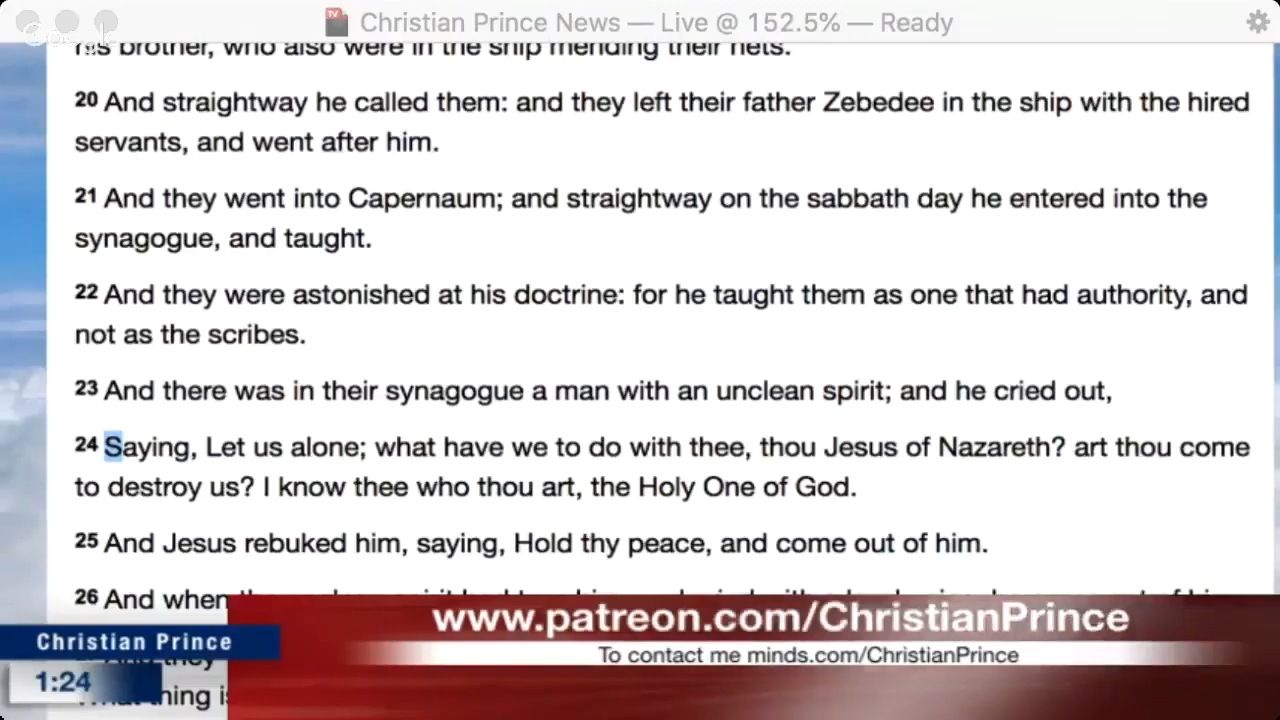 Christian Prince News — Live @ 152.5% — Ready
his brother, who also were in the ship mending their nets.
20 And straightway he called them: and they left their father Zebedee in the ship with the hired
servants, and went after him.
21 And they went into Capernaum; and straightway on the sabbath day he entered into the
synagogue, and taught.
22 And they were astonished at his doctrine: for he taught them as one that had authority, and
not as the scribes.
23 And there was in their synagogue a man with an unclean spirit; and he cried out,
24 Saying, Let us alone; what have we to do with thee, thou Jesus of Nazareth? art thou come
to destroy us? I know thee who thou art, the Holy One of God.
25 And Jesus rebuked him, saying, Hold thy peace, and come out of him.
26 And when
www.patreon.com/ChristianPrince
Christian Prince
To contact me minds.com/ChristianPrince
And they
1:24
thing